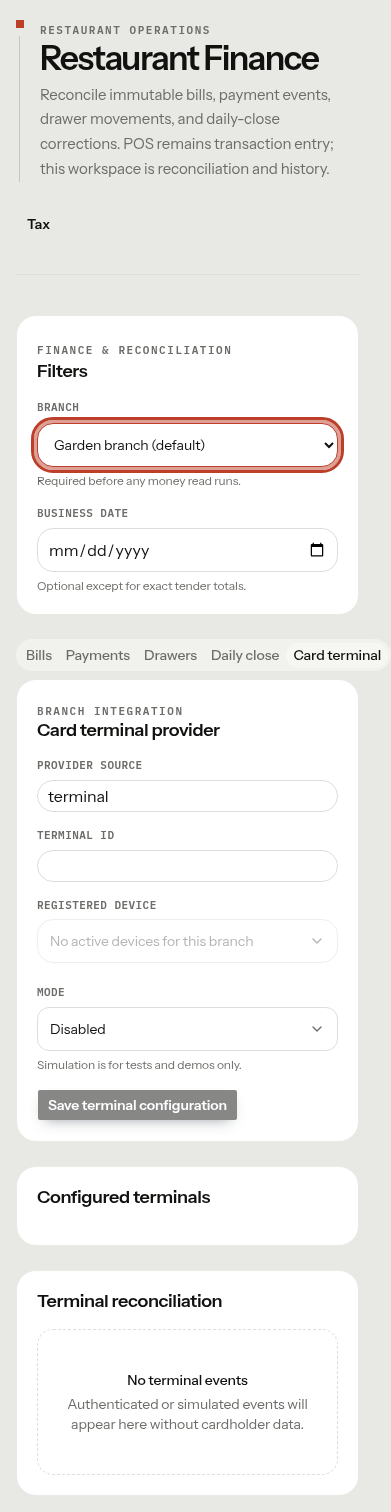 RESTAURANT OPERATIONS
Restaurant Finance
Reconcile immutable bills, payment events,
drawer movements, and daily-close
corrections. POS remains transaction entry;
this workspace is reconciliation and history.
Tax
FINANCE & RECONCILIATION
Filters
BRANCH
Garden branch (default)
Required before any money read runs.
BUSINESS DATE
mm/dd/yyyy
Optional except for exact tender totals.
Bills Payments Drawers Daily close Card terminal
BRANCH INTEGRATION
Card terminal provider
PROVIDER SOURCE
terminal
TERMINAL ID
REGISTERED DEVICE
No active devices for this branch
MODE
Disabled
Simulation is for tests and demos only.
Save terminal configuration
Configured terminals
Terminal reconciliation
No terminal events
Authenticated or simulated events will
appear here without cardholder data.